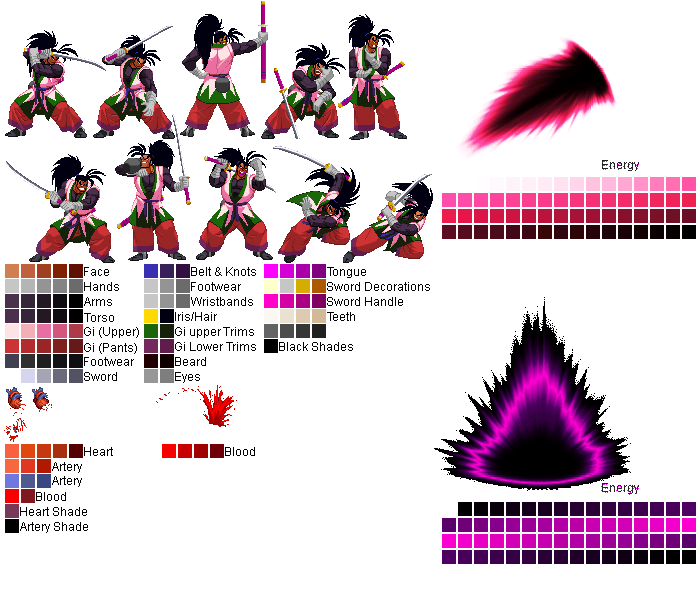 Energy
Face
Belt & Knots
Tongue
Hands
Footwear
Sword Decorations
Arms
Wristbands
Sword Handle
Torso
Iris/Hair
Teeth
Gi (Upper)
Gi upper Trims
Gi (Pants)
Gi Lower Trims
Black Shades
Footwear
Beard
Sword
Eyes
Heart
Blood
Artery
Artery
Energy
Blood
Heart Shade
Artery Shade